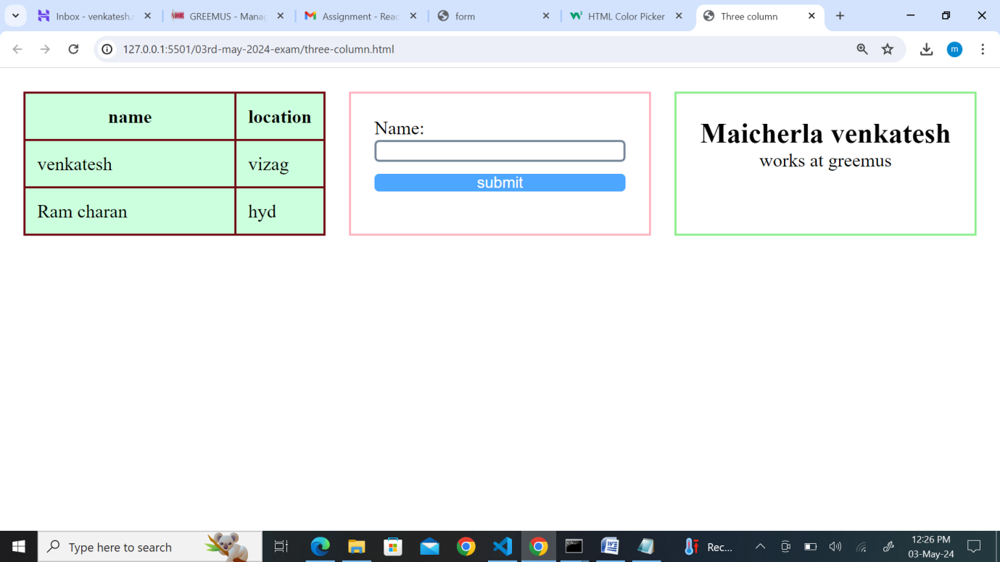 Inbox - venkatesh.
GREEMUS - Manag
Assignment - Reac
form
HTML Color Picker
Three column
127.0.0.1:5501/03rd-may-2024-exam/three-column.html
m
name location
venkatesh vizag
Ram charan hyd
Name:
submit
Maicherla venkatesh
works at greemus
Type here to search
Rec...
12:26 PM
03-May-24